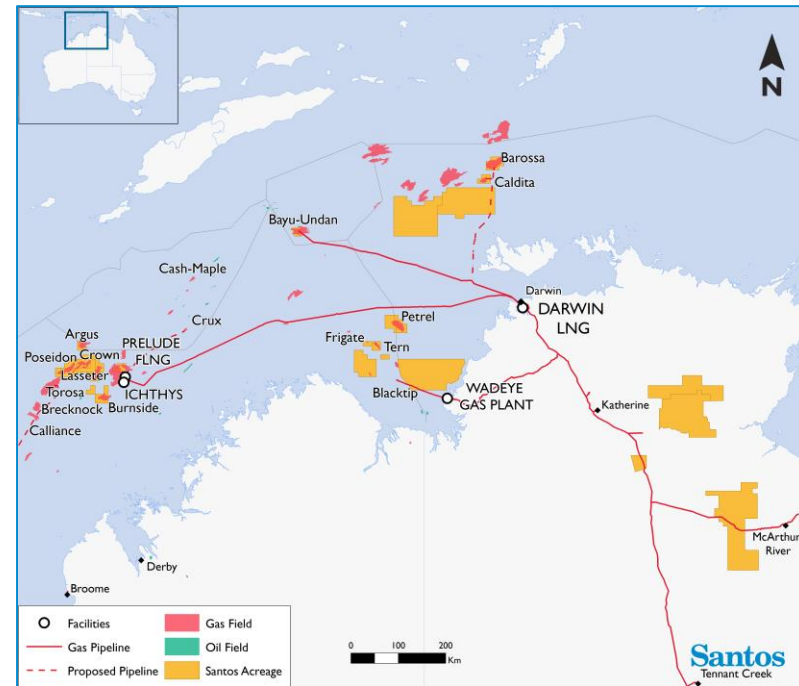 N
Barossa
Caldita
Bayu-Undan
Cash-Maple
Darwin
DARWIN
LNG
Crux
Petrel
Argus
PRELUDE
FLNG
Frigate
Tern
Poseidon
Crown
Lasseter
ICHTHYS
Torosa
Brecknock
Burnside
Blacktip
WADEYE
GAS PLANT
Katherine
Calliance
McArthur
River
Derby
Broome
Facilities
Gas Field
Gas Pipeline
Oil Field
Proposed Pipeline
Santos Acreage
0 100 200
Km
Santos
Tennant Creek